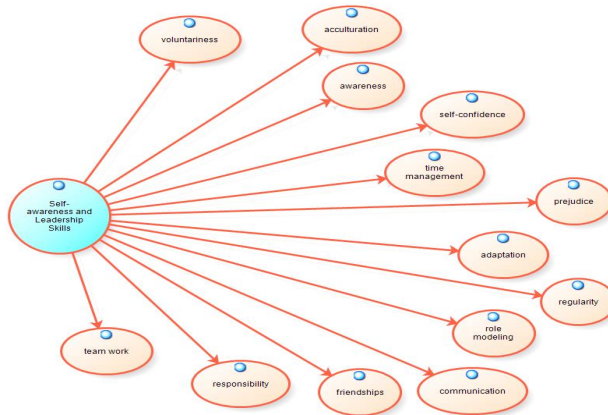 voluntariness
acculturation
awareness
self-confidence
time
management
prejudice
Self-
awareness and
Leadership
Skills
adaptation
regularity
role
modeling
team work
responsibility
friendships
communication